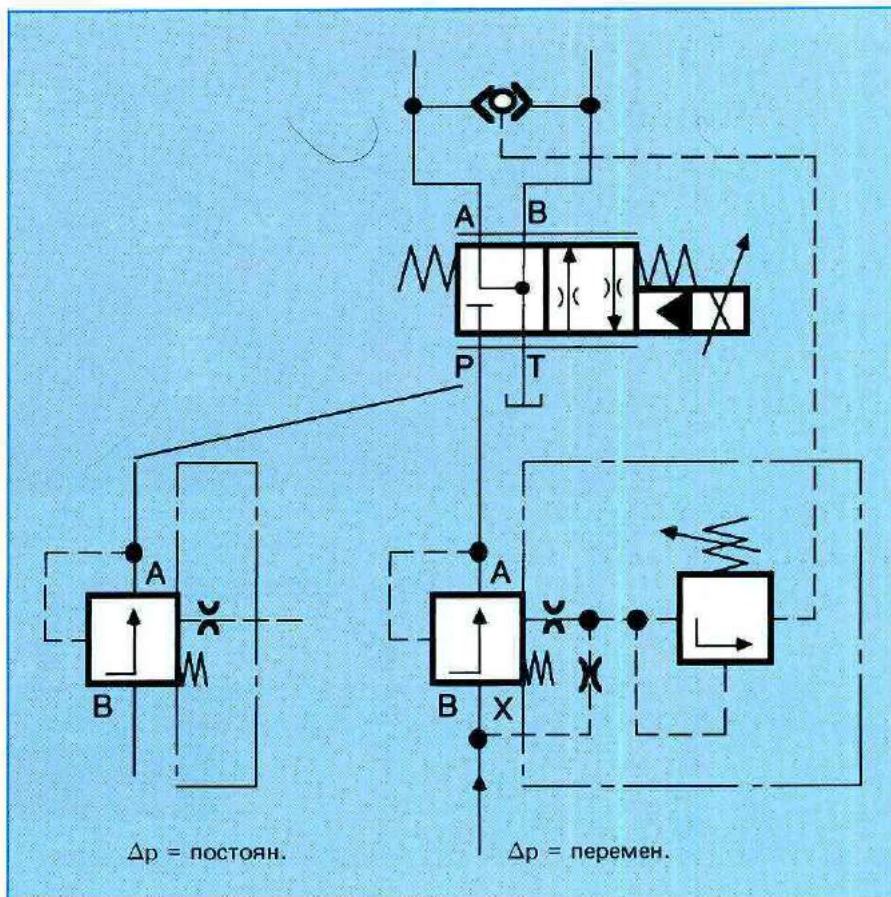 A B
P T
A
B
A
B X
Δp = постоян.
Δp = перемен.